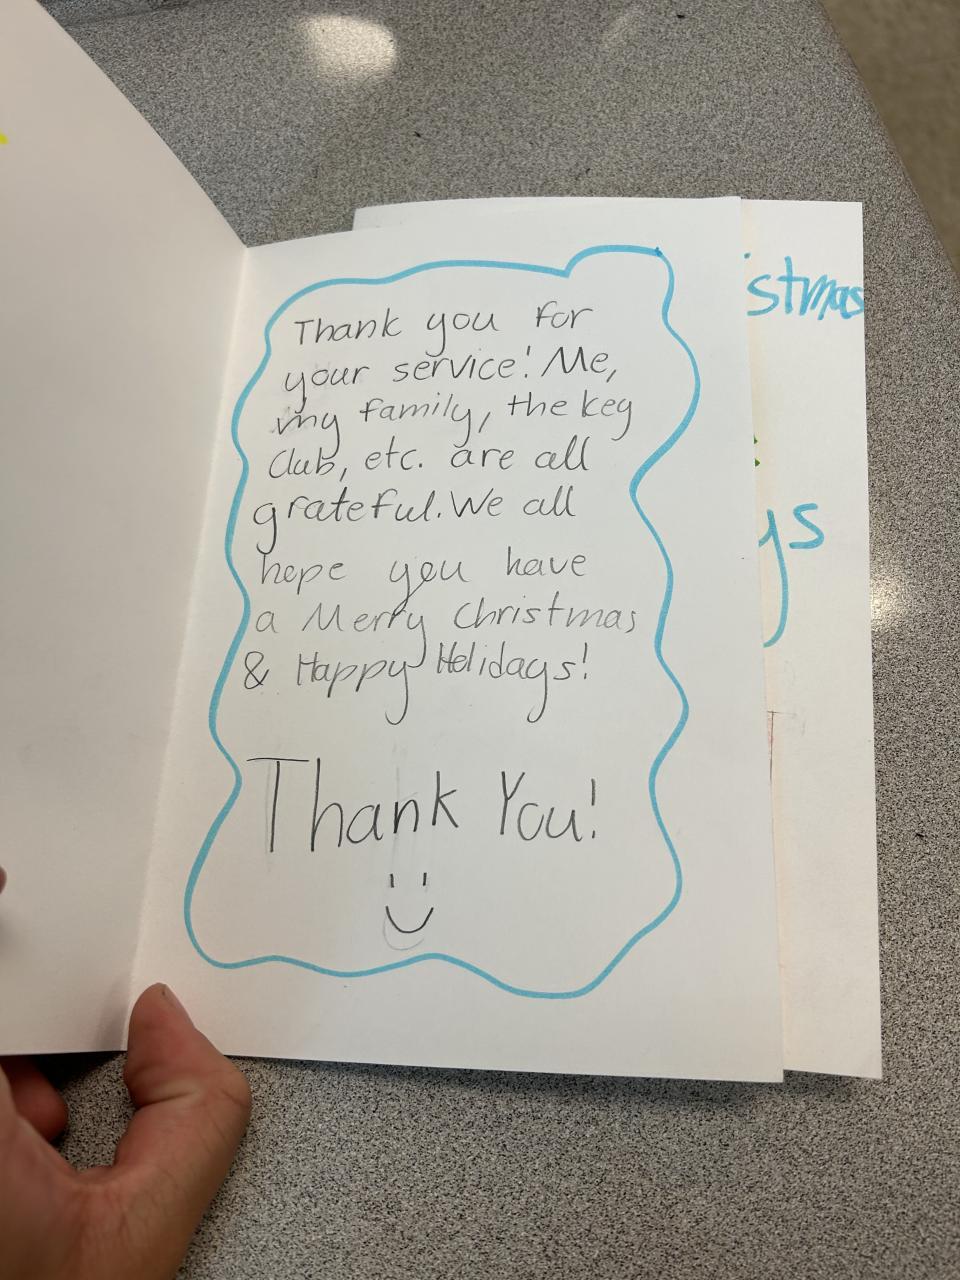 Thank you for
your service! Me,
my family, the key
Club, etc. are all
grateful. We all
hope you have
a Merry Christmas
& Happy Holidays!
Thank You!
stmas
ys